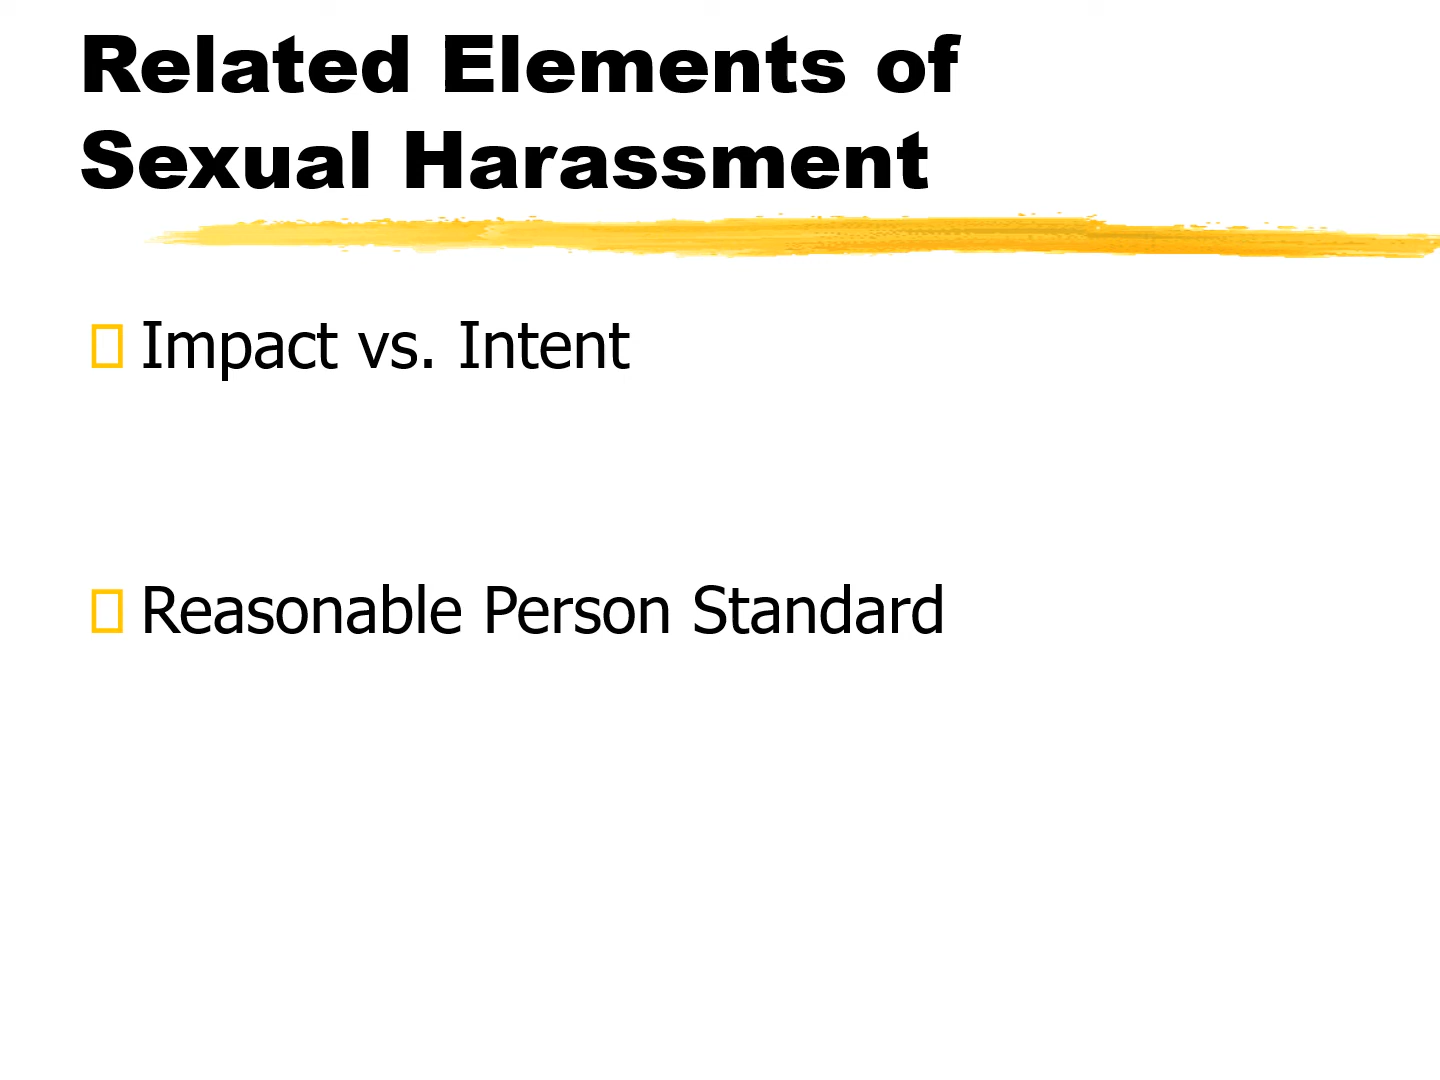 Related Elements of
Sexual Harassment
Impact vs. Intent
Reasonable Person Standard